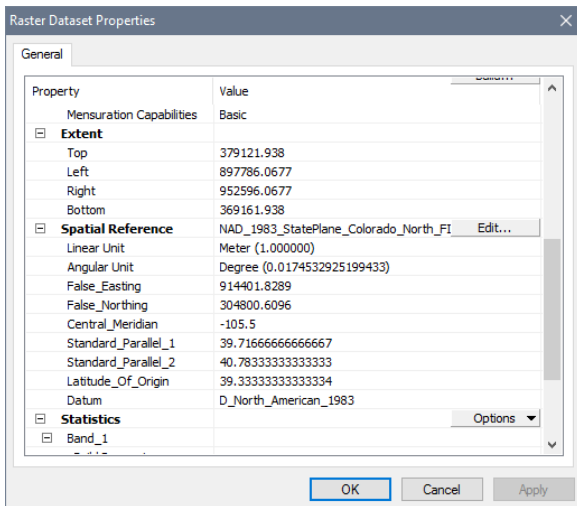 Raster Dataset Properties
General
Property Value
Mensuration Capabilities Basic
Extent
Top 379121.938
Left 897786.0677
Right 952596.0677
Bottom 369161.938
Spatial Reference NAD_1983_StatePlane_Colorado_North_FI Edit...
Linear Unit Meter (1.000000)
Angular Unit Degree (0.0174532925199433)
False_Easting 914401.8289
False_Northing 304800.6096
Central_Meridian -105.5
Standard_Parallel_1 39.71666666666667
Standard_Parallel_2 40.78333333333333
Latitude_Of_Origin 39.33333333333334
Datum D_North_American_1983
Statistics Options
Band_1
OK Cancel Apply